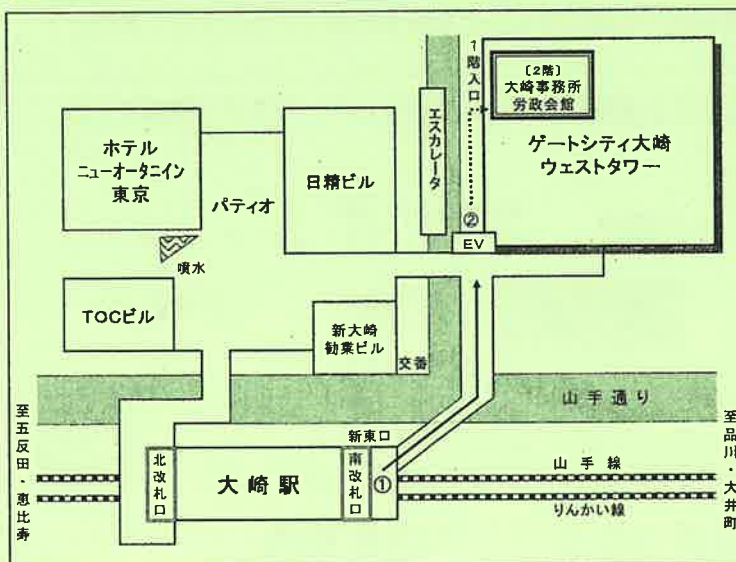 1階入口
〔2階〕
大崎事務所
労政会館
ゲートシティ大崎
ウェストタワー
エスカレータ
②
EV
ホテル
ニューオータニイン
東京
パティオ
日精ビル
噴水
TOCビル
新大崎
勧業ビル
交番
山手通り
至五反田・恵比寿
至品川・大井町
新東口
北改札口
大崎駅
南改札口
①
山手線
りんかい線